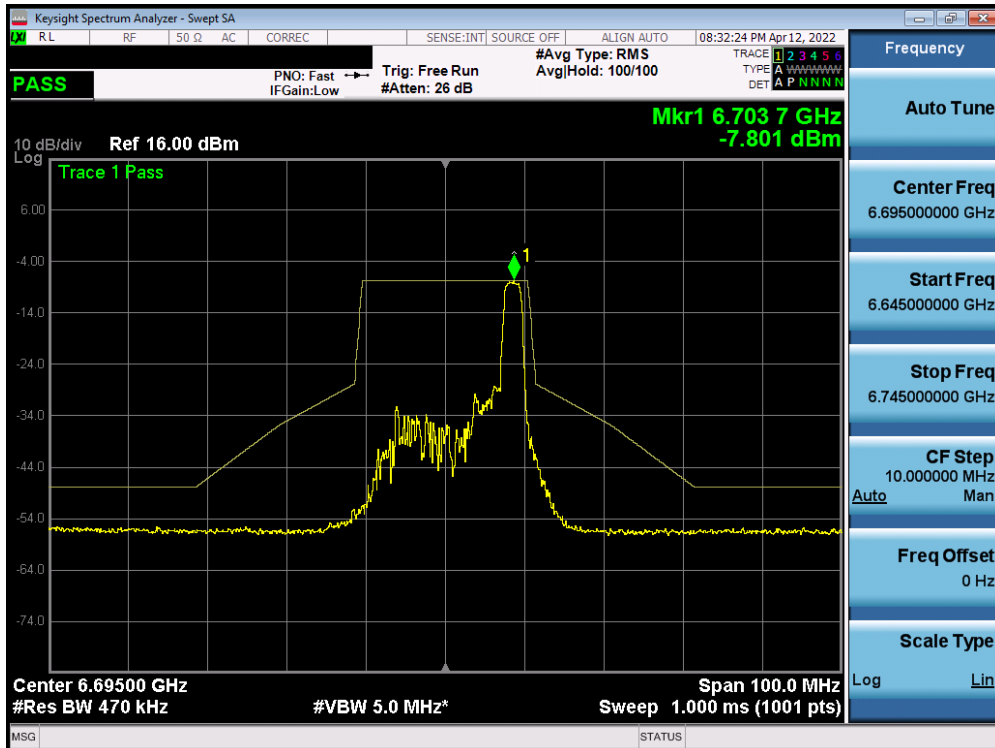 Keysight Spectrum Analyzer - Swept SA
LXI RL RF 50 Ω AC CORREC SENSE:INT SOURCE OFF ALIGN AUTO 08:32:24 PM Apr 12, 2022
PASS
PNO: Fast
IFGain:Low
Trig: Free Run
#Atten: 26 dB
#Avg Type: RMS
Avg|Hold: 100/100
TRACE 1 2 3 4 5 6
TYPE A WWWWW
DET A P N N N N
Mkr1 6.703 7 GHz
-7.801 dBm
10 dB/div Ref 16.00 dBm
Log
Trace 1 Pass
1
6.00
-4.00
-14.0
-24.0
-34.0
-44.0
-54.0
-64.0
-74.0
Center 6.69500 GHz Span 100.0 MHz
#Res BW 470 kHz #VBW 5.0 MHz* Sweep 1.000 ms (1001 pts)
MSG STATUS
Frequency
Auto Tune
Center Freq
6.695000000 GHz
Start Freq
6.645000000 GHz
Stop Freq
6.745000000 GHz
CF Step
10.000000 MHz
Auto Man
Freq Offset
0 Hz
Scale Type
Log Lin